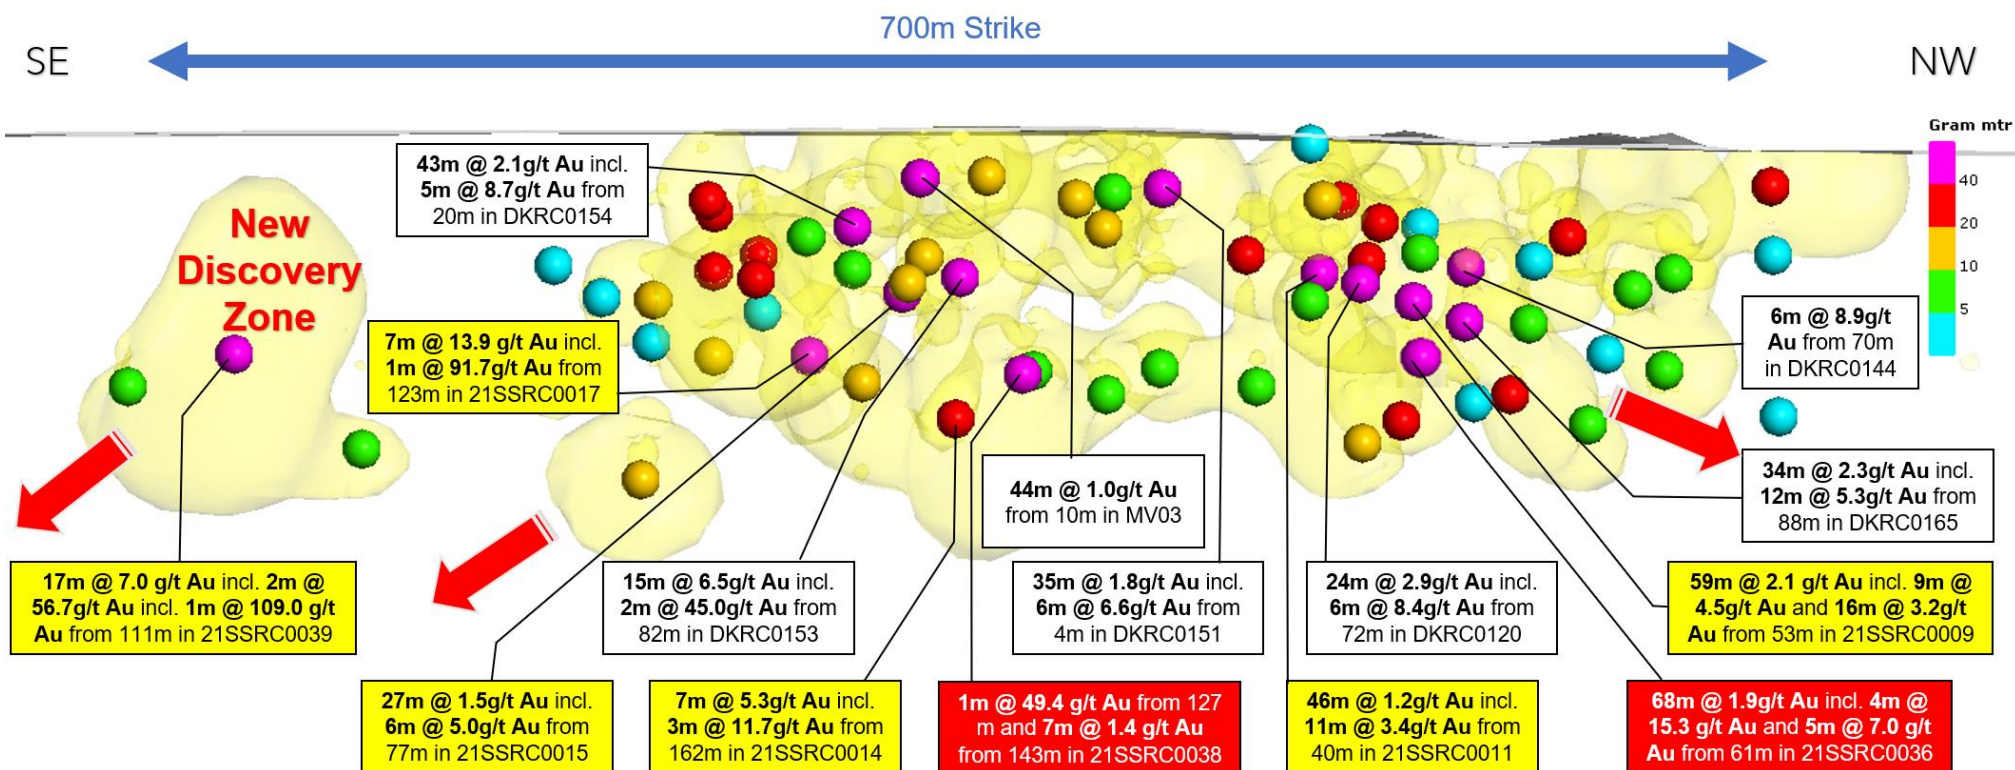 700m Strike
SE
NW
Gram mtr
40
20
10
5
New
Discovery
Zone
43m @ 2.1g/t Au incl.
5m @ 8.7g/t Au from
20m in DKRC0154
7m @ 13.9 g/t Au incl.
1m @ 91.7g/t Au from
123m in 21SSRC0017
6m @ 8.9g/t
Au from 70m
in DKRC0144
44m @ 1.0g/t Au
from 10m in MV03
34m @ 2.3g/t Au incl.
12m @ 5.3g/t Au from
88m in DKRC0165
17m @ 7.0 g/t Au incl. 2m @
56.7g/t Au incl. 1m @ 109.0 g/t
Au from 111m in 21SSRC0039
15m @ 6.5g/t Au incl.
2m @ 45.0g/t Au from
82m in DKRC0153
35m @ 1.8g/t Au incl.
6m @ 6.6g/t Au from
4m in DKRC0151
24m @ 2.9g/t Au incl.
6m @ 8.4g/t Au from
72m in DKRC0120
59m @ 2.1 g/t Au incl. 9m @
4.5g/t Au and 16m @ 3.2g/t
Au from 53m in 21SSRC0009
27m @ 1.5g/t Au incl.
6m @ 5.0g/t Au from
77m in 21SSRC0015
7m @ 5.3g/t Au incl.
3m @ 11.7g/t Au from
162m in 21SSRC0014
1m @ 49.4 g/t Au from 127
m and 7m @ 1.4 g/t Au
from 143m in 21SSRC0038
46m @ 1.2g/t Au incl.
11m @ 3.4g/t Au from
40m in 21SSRC0011
68m @ 1.9g/t Au incl. 4m @
15.3 g/t Au and 5m @ 7.0 g/t
Au from 61m in 21SSRC0036